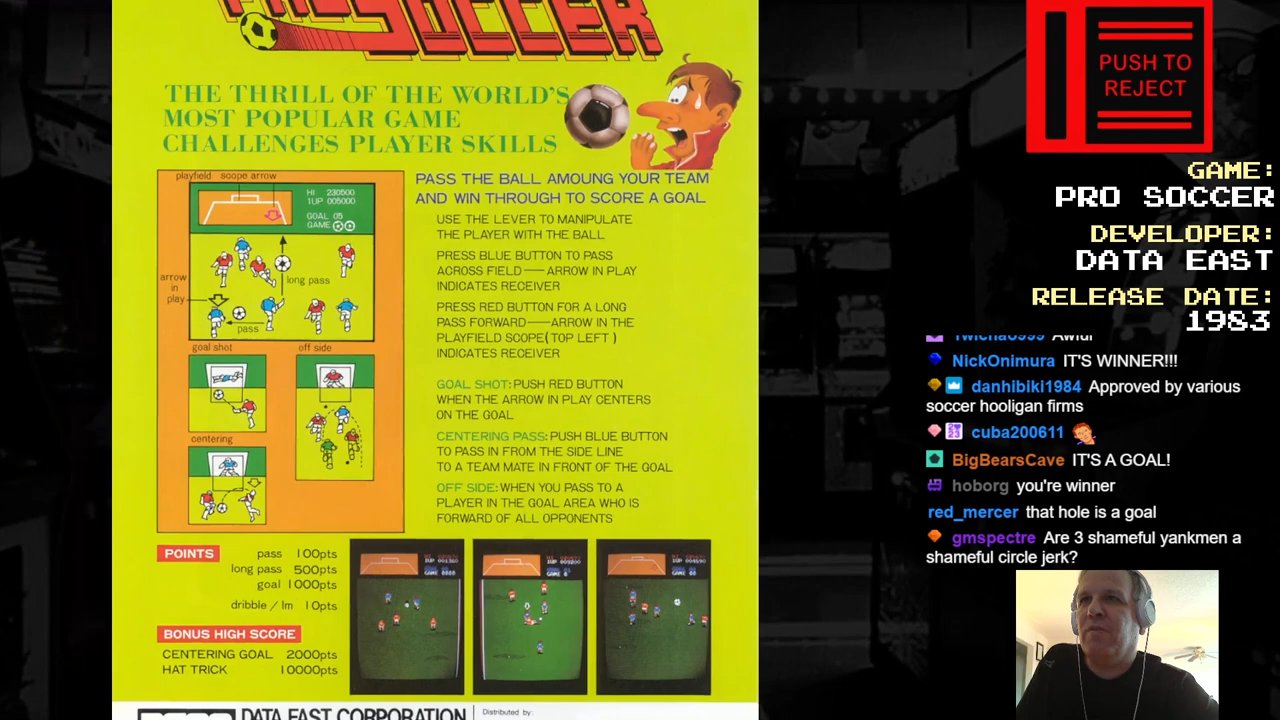 PRO SOCCER
THE THRILL OF THE WORLD'S
MOST POPULAR GAME
CHALLENGES PLAYER SKILLS
playfield scope arrow
HI 230500
1UP 005000
GOAL 05
GAME
long pass
arrow
in
play
pass
goal shot
off side
centering
PASS THE BALL AMOUNG YOUR TEAM
AND WIN THROUGH TO SCORE A GOAL
USE THE LEVER TO MANIPULATE
THE PLAYER WITH THE BALL
PRESS BLUE BUTTON TO PASS
ACROSS FIELD—ARROW IN PLAY
INDICATES RECEIVER
PRESS RED BUTTON FOR A LONG
PASS FORWARD—ARROW IN THE
PLAYFIELD SCOPE(TOP LEFT)
INDICATES RECEIVER
GOAL SHOT: PUSH RED BUTTON
WHEN THE ARROW IN PLAY CENTERS
ON THE GOAL
CENTERING PASS: PUSH BLUE BUTTON
TO PASS IN FROM THE SIDE LINE
TO A TEAM MATE IN FRONT OF THE GOAL
OFF SIDE: WHEN YOU PASS TO A
PLAYER IN THE GOAL AREA WHO IS
FORWARD OF ALL OPPONENTS
POINTS
pass 100pts
long pass 500pts
goal 1000pts
dribble / 1m 10pts
BONUS HIGH SCORE
CENTERING GOAL 2000pts
HAT TRICK 10000pts
DATA EAST CORPORATION
Distributed by:
PUSH TO
REJECT
GAME:
PRO SOCCER
DEVELOPER:
DATA EAST
RELEASE DATE:
1983
Awful
NickOnimura IT'S WINNER!!!
danhibiki1984 Approved by various
soccer hooligan firms
cuba200611
BigBearsCave IT'S A GOAL!
hoborg you're winner
red_mercer that hole is a goal
gmspectre Are 3 shameful yankmen a
shameful circle jerk?